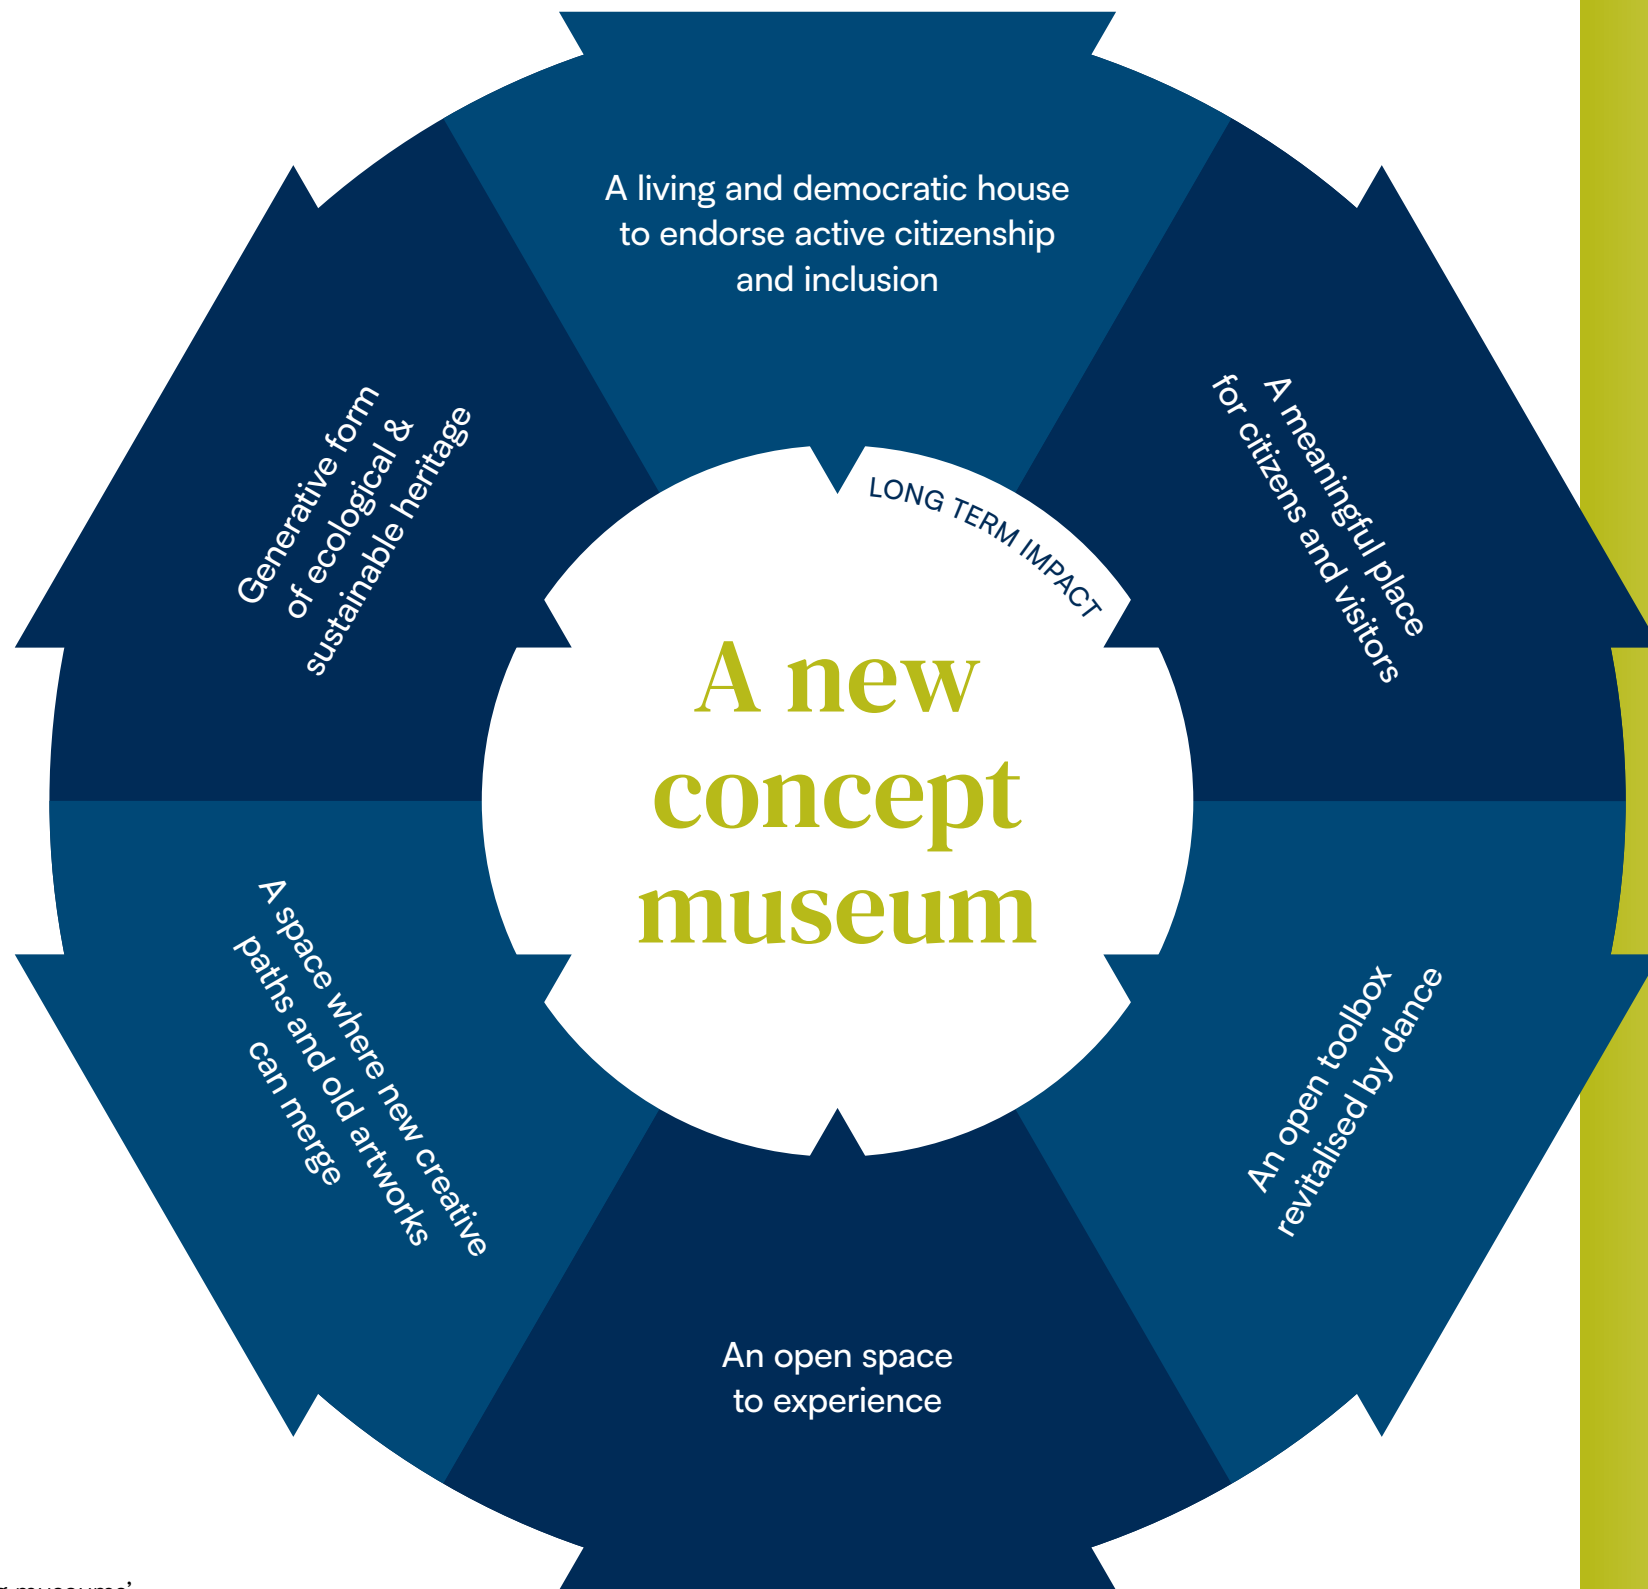 A living and democratic house
to endorse active citizenship
and inclusion
A meaningful place
for citizens and visitors
An open toolbox
revitalised by dance
An open space
to experience
A space where new creative
paths and old artworks
can merge
Generative form
of ecological &
sustainable heritage
LONG TERM IMPACT
A new
concept
museum
museums’